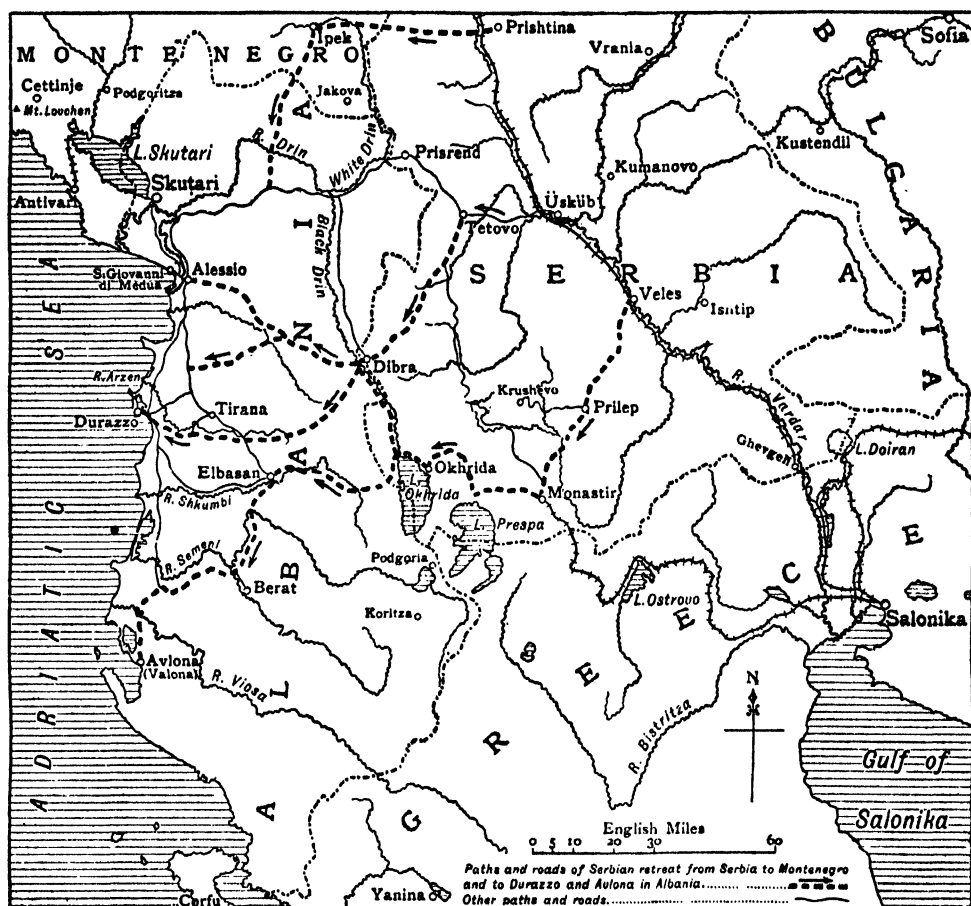 Ipek
Prishtina
Sofia
MONTENEGRO
Vrania
BULGARIA
Cettinje
Podgoritza
Jakova
Mt. Lovchen
R. Drin
White Drin
Kustendil
L. Skutari
Prisrend
Kumanovo
Skutari
Antivari
Üsküb
Tetovo
Black Drin
ALBANIA
SERBIA
S. Giovanni
di Medua
Alessio
Veles
Ishtip
ADRIATIC SEA
Dibra
R. Arzen
Krushevo
R. Vardar
Durazzo
Tirana
Prilep
Ghevgeli
L. Doiran
Elbasan
Okhrida
R. Shkumbi
L.
Okhrida
Monastir
L. Prespa
R. Semeni
Podgoria
GREECE
Berat
L. Ostrovo
Koritza
Salonika
Avlona
(Valona)
R. Viosa
N
R. Bistritza
Gulf of
Salonika
English Miles
0 5 10 20 30 60
Paths and roads of Serbian retreat from Serbia to Montenegro
and to Durazzo and Aulona in Albania
Yanina
Other paths and roads
Corfu